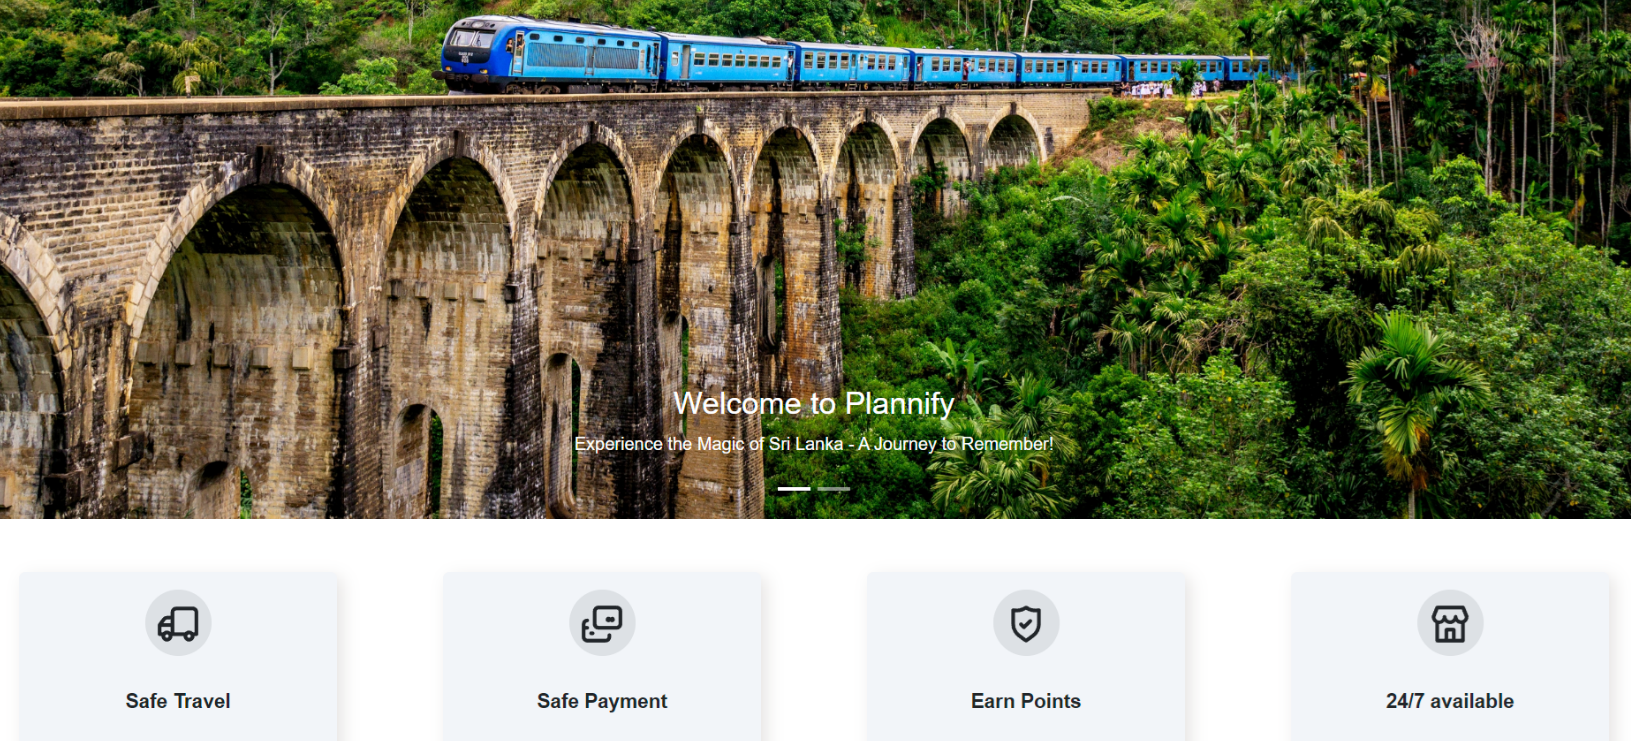 Welcome to Plannify
Experience the Magic of Sri Lanka - A Journey to Remember!
Safe Travel
Safe Payment
Earn Points
24/7 available